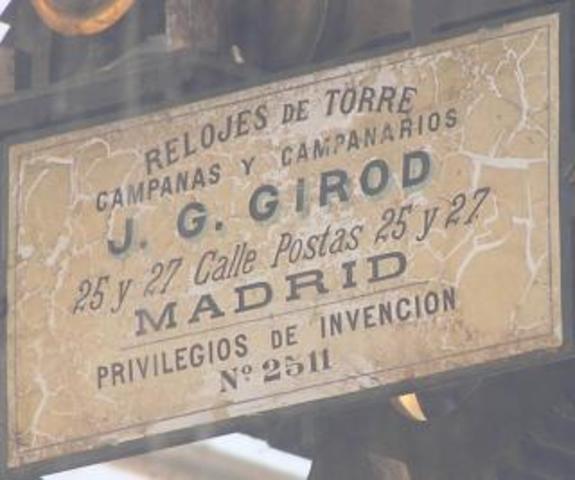 RELOJES DE TORRE
CAMPANAS Y CAMPANARIOS
J. G. GIROD
25 y 27 Calle Postas 25 y 27
MADRID
PRIVILEGIOS DE INVENCION
Nº 2511